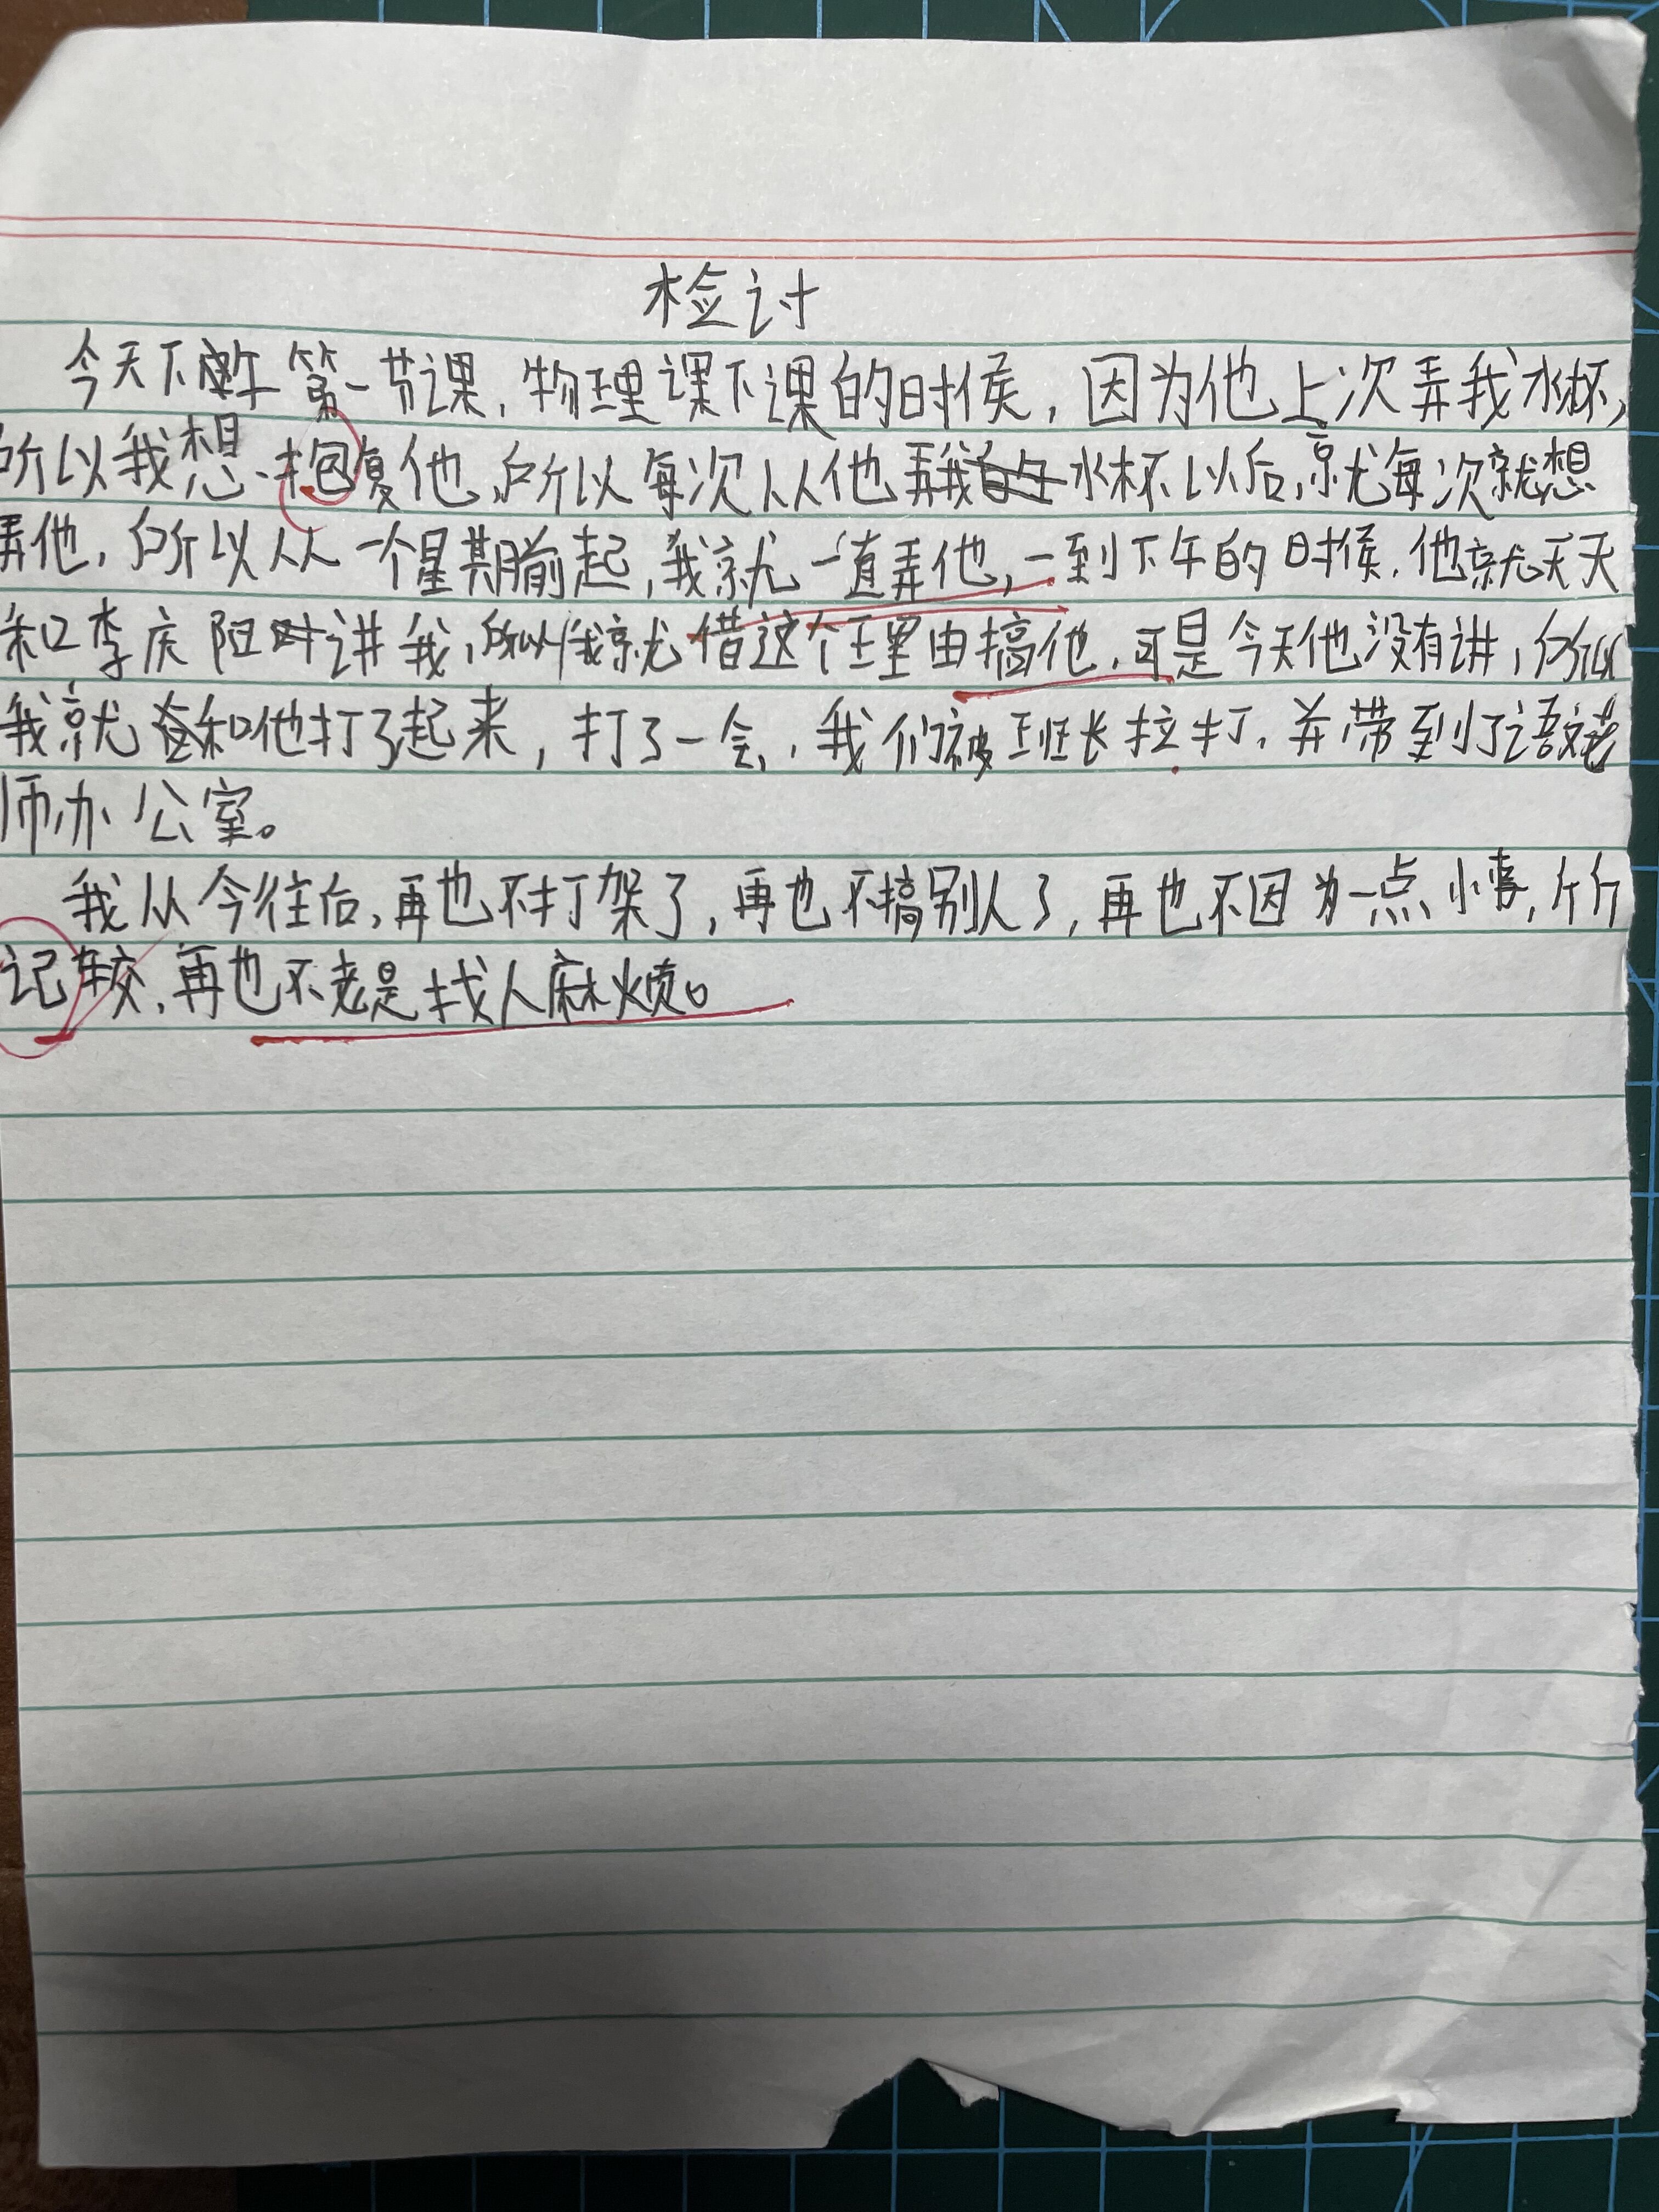 检讨
今天下午第一节课，物理课下课的时候，因为他上次弄我水杯，
所以我想抱复他，所以每次从他弄我水杯以后，就每次就想
弄他，所以从一个星期前起，我就一直弄他，一到下午的时候，他就天天
和李庆阳讲我，所以我就借这个理由搞他，可是今天他没有讲，所以
我就和他打了起来，打了一会，我们被班长拉打，并带到了语文老
师办公室。
我从今往后，再也不打架了，再也不搞别人了，再也不因为一点小事，斤斤
记较，再也不老是找人麻烦。